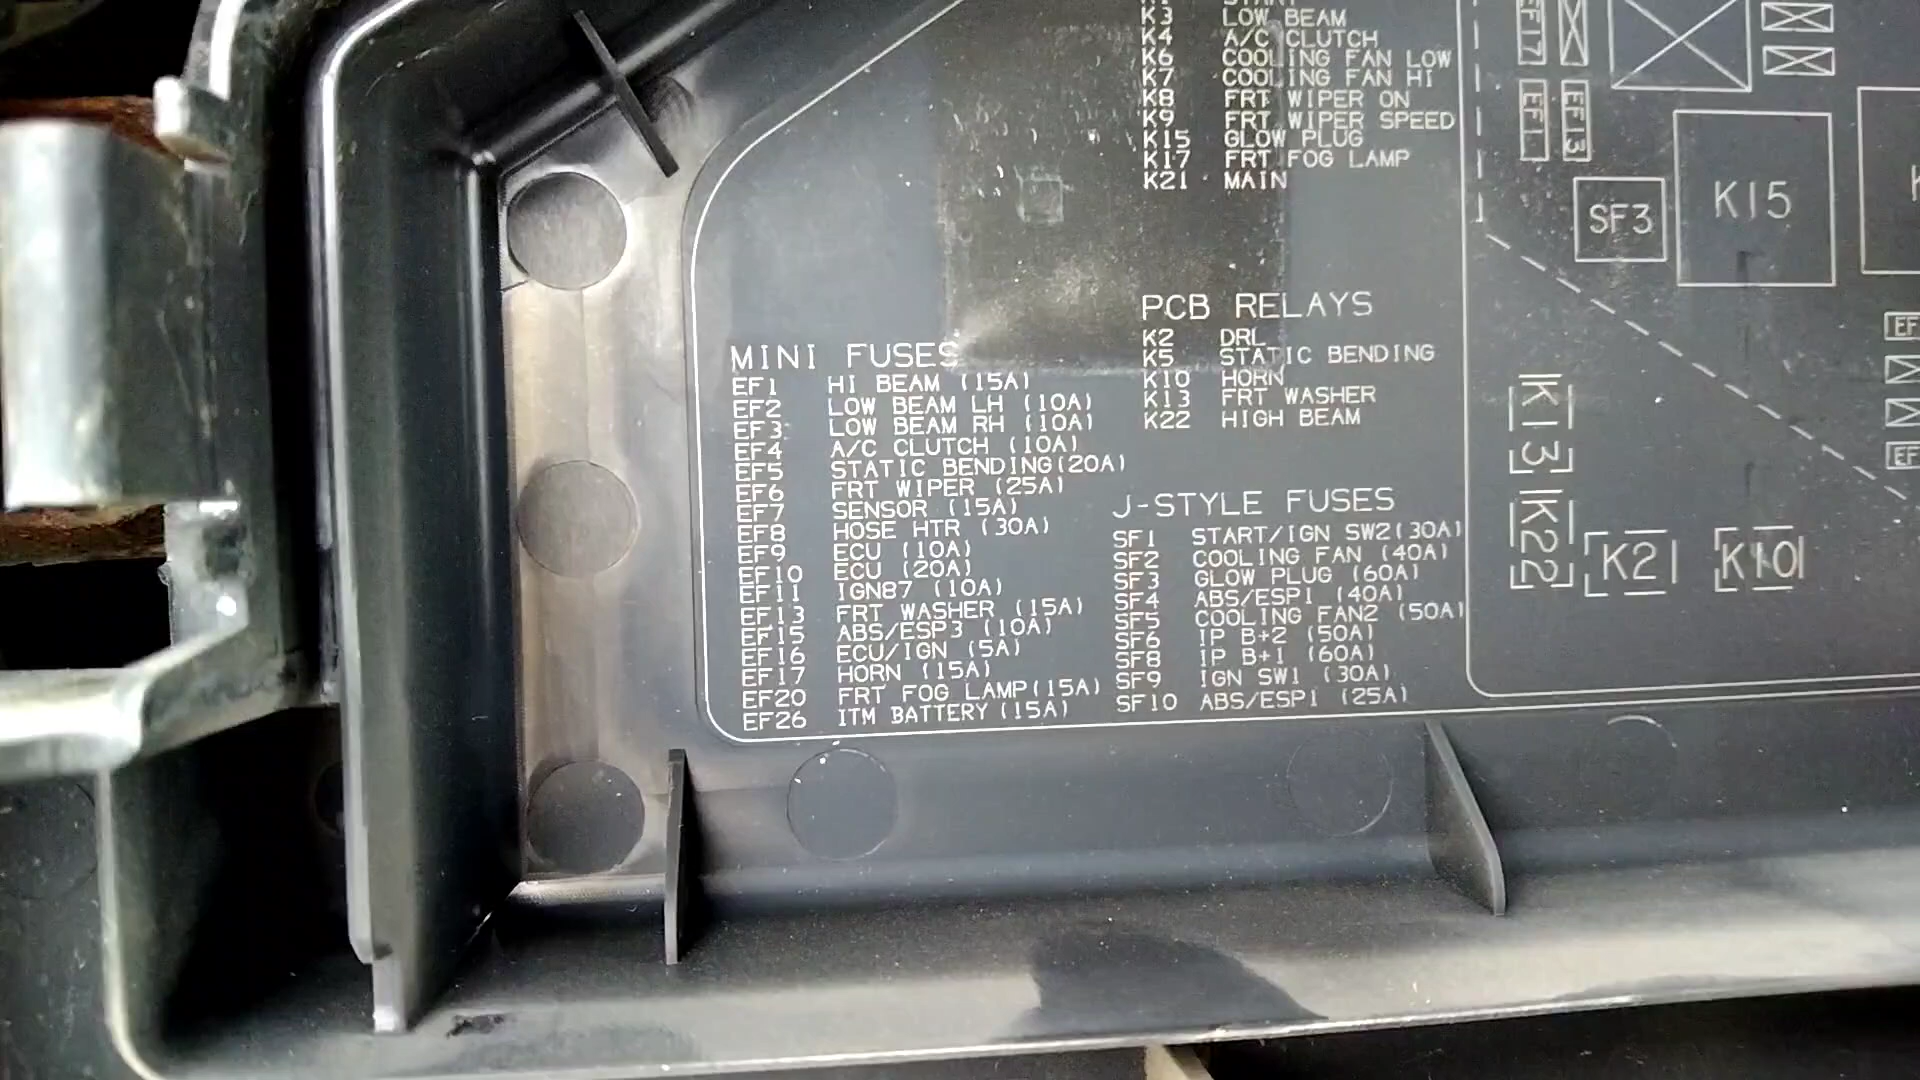 START
K3 LOW BEAM
K4 A/C CLUTCH
K6 COOLING FAN LOW
K7 COOLING FAN HI
K8 FRT WIPER ON
K9 FRT WIPER SPEED
K15 GLOW PLUG
K17 FRT FOG LAMP
K21 MAIN
PCB RELAYS
K2 DRL
K5 STATIC BENDING
K10 HORN
K13 FRT WASHER
K22 HIGH BEAM
MINI FUSES
EF1 HI BEAM (15A)
EF2 LOW BEAM LH (10A)
EF3 LOW BEAM RH (10A)
EF4 A/C CLUTCH (10A)
EF5 STATIC BENDING(20A)
EF6 FRT WIPER (25A)
EF7 SENSOR (15A)
EF8 HOSE HTR (30A)
EF9 ECU (10A)
EF10 ECU (20A)
EF11 IGN87 (10A)
EF13 FRT WASHER (15A)
EF15 ABS/ESP3 (10A)
EF16 ECU/IGN (5A)
EF17 HORN (15A)
EF20 FRT FOG LAMP(15A)
EF26 ITM BATTERY (15A)
J-STYLE FUSES
SF1 START/IGN SW2(30A)
SF2 COOLING FAN (40A)
SF3 GLOW PLUG (60A)
SF4 ABS/ESP1 (40A)
SF5 COOLING FAN2 (50A)
SF6 IP B+2 (50A)
SF8 IP B+1 (60A)
SF9 IGN SW1 (30A)
SF10 ABS/ESP1 (25A)
EF17
EF1
EF13
SF3
K15
K13
K22
K2
K10